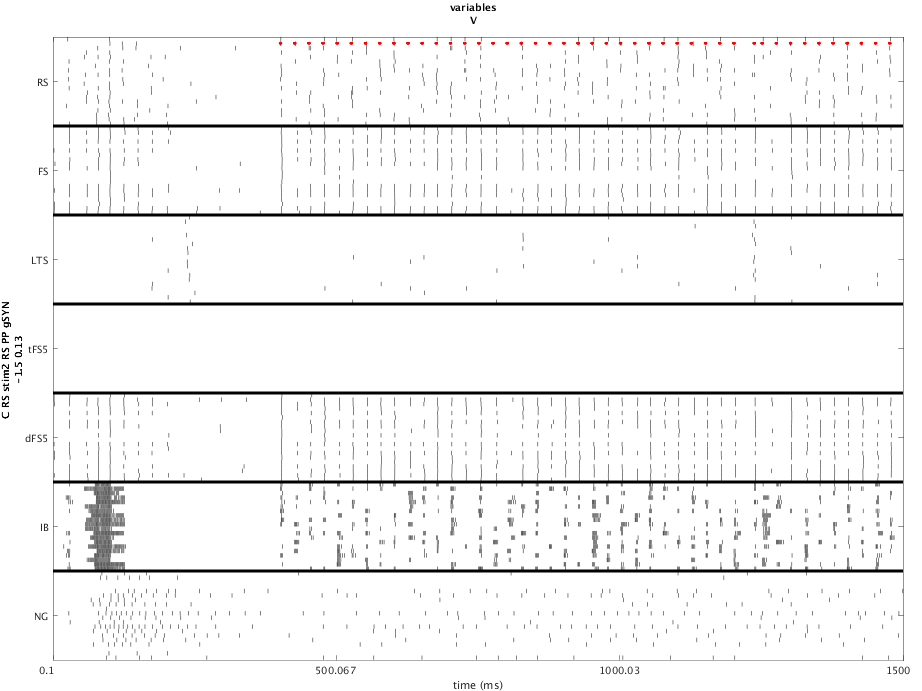 variables
V
RS
FS
LTS
tFS5
dFS5
IB
NG
C RS stim2 RS PP gSYN
-1.5 0.13
0.1
500.067
1000.03
1500
time (ms)